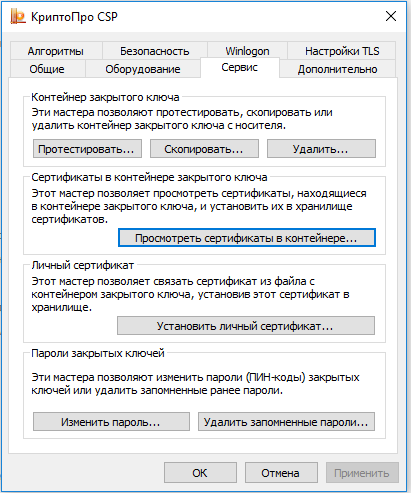 КриптоПро CSP
Алгоритмы Безопасность Winlogon Настройки TLS
Общие Оборудование Сервис Дополнительно
Контейнер закрытого ключа
Эти мастера позволяют протестировать, скопировать или
удалить контейнер закрытого ключа с носителя.
Протестировать... Скопировать... Удалить...
Сертификаты в контейнере закрытого ключа
Этот мастер позволяет просмотреть сертификаты, находящиеся
в контейнере закрытого ключа, и установить их в хранилище
сертификатов.
Просмотреть сертификаты в контейнере...
Личный сертификат
Этот мастер позволяет связать сертификат из файла с
контейнером закрытого ключа, установив этот сертификат в
хранилище.
Установить личный сертификат...
Пароли закрытых ключей
Эти мастера позволяют изменить пароли (ПИН-коды) закрытых
ключей или удалить запомненные ранее пароли.
Изменить пароль... Удалить запомненные пароли...
ОК Отмена Применить